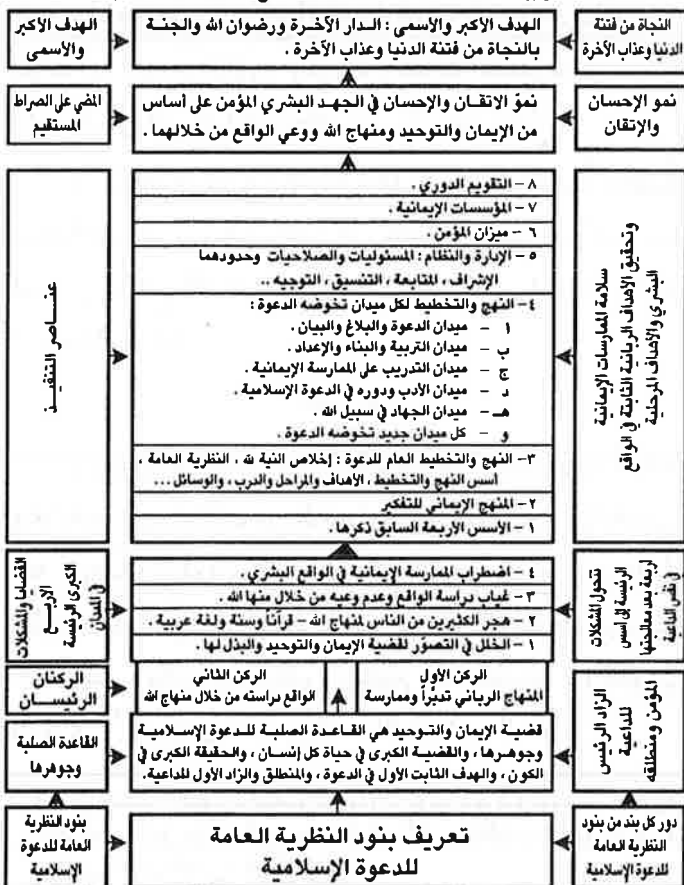 النجاة من فتنة
الدنيا وعذاب الآخرة
الهدف الأكبر والأسمى : الدار الآخرة ورضوان الله والجنة
بالنجاة من فتنة الدنيا وعذاب الآخرة .
الهدف الأكبر
والأسمى
نمو الإحسان
والإتقان
نموّ الاتقان والإحسان في الجهد البشري المؤمن على أساس
من الإيمان والتوحيد ومنهاج الله ووعي الواقع من خلالهما .
المضي على الصراط
المستقيم
سلامة الممارسات الإيمانية
وتحقيق الأهداف الربانية الثابتة في الواقع
البشري والأهداف المرحلية
٨ – التقويم الدوري .
٧ – المؤسسات الإيمانية .
٦ – ميزان المؤمن .
٥ – الإدارة والنظام : المسئوليات والصلاحيات وحدودهما
الإشراف ، المتابعة ، التنسيق ، التوجيه ..
٤– النهج والتخطيط لكل ميدان تخوضه الدعوة :
أ – ميدان الدعوة والبلاغ والبيان .
ب – ميدان التربية والبناء والإعداد .
ج – ميدان التدريب على الممارسة الإيمانية .
د – ميدان الأدب ودوره في الدعوة الإسلامية .
هـ – ميدان الجهاد في سبيل الله .
و – كل ميدان جديد تخوضه الدعوة .
٣– النهج والتخطيط العام للدعوة : إخلاص النية لله ، النظرية العامة ،
أسس النهج والتخطيط ، الأهداف والمراحل والدرب ، والوسائل ...
٢ – المنهج الإيماني للتفكير
١ – الأسس الأربعة السابق ذكرها .
عناصر التنفيذ
تتحول المشكلات
الرئيسة إلى أسس
أربعة بعد معالجتها
في نفس الداعية
٤ – اضطراب الممارسة الإيمانية في الواقع البشري .
٣ – غياب دراسة الواقع وعدم وعيه من خلال منهاج الله .
٢ – هجر الكثيرين من الناس لمنهاج الله – قرآناً وسنة ولغة عربية .
١ – الخلل في التصوّر لقضية الإيمان والتوحيد والبذل لها .
القضايا والمشكلات
الكبرى الرئيسة
الأربع
في الميدان
الزاد الرئيس
للداعية
المؤمن ومنطلقه
الركن الأول
المنهاج الرباني تدبّراً وممارسة
الركن الثاني
الواقع دراسته من خلال منهاج الله
الركنان
الرئيسان
قضية الإيمان والتوحيد هي القاعدة الصلبة للدعوة الإسلامية
وجوهرها ، والقضية الكبرى في حياة كل إنسان ، والحقيقة الكبرى في
الكون ، والهدف الثابت الأول في الدعوة ، والمنطلق والزاد الأول للداعية.
القاعدة الصلبة
وجوهرها
دور كل بند من بنود
النظرية العامة
للدعوة الإسلامية
تعريف بنود النظرية العامة
للدعوة الإسلامية
بنود النظرية
العامة للدعوة
الإسلامية